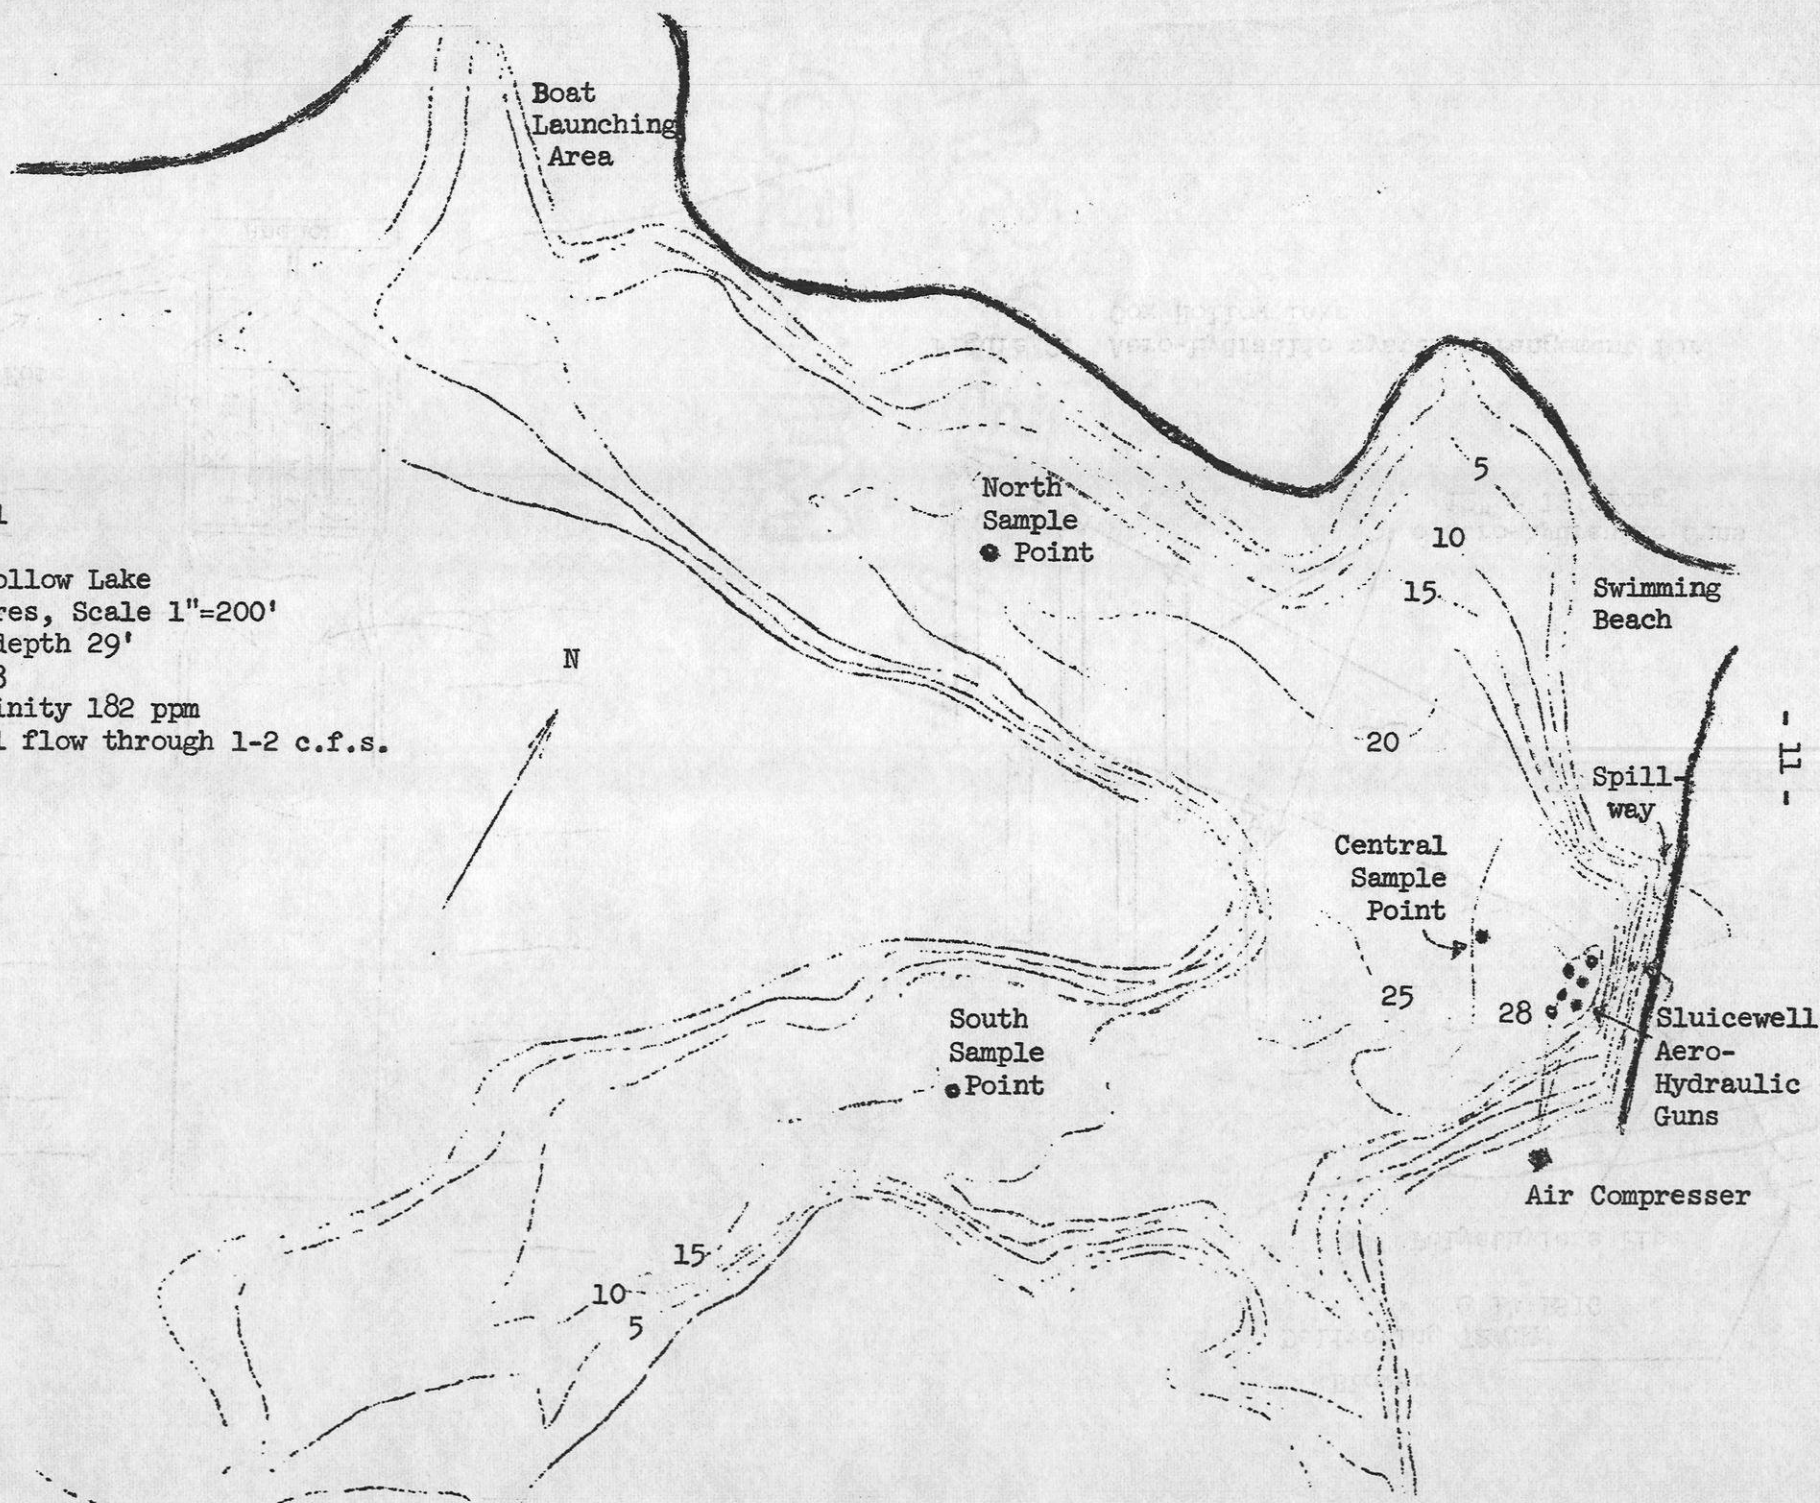 Boat
Launching
Area
North
Sample
Point
5
10
15
Swimming
Beach
ollow Lake
res, Scale 1"=200'
depth 29'
8
inity 182 ppm
l flow through 1-2 c.f.s.
N
20
Spill-
way
- 11 -
Central
Sample
Point
25
28
South
Sample
Point
Sluicewell
Aero-
Hydraulic
Guns
Air Compresser
15
10
5